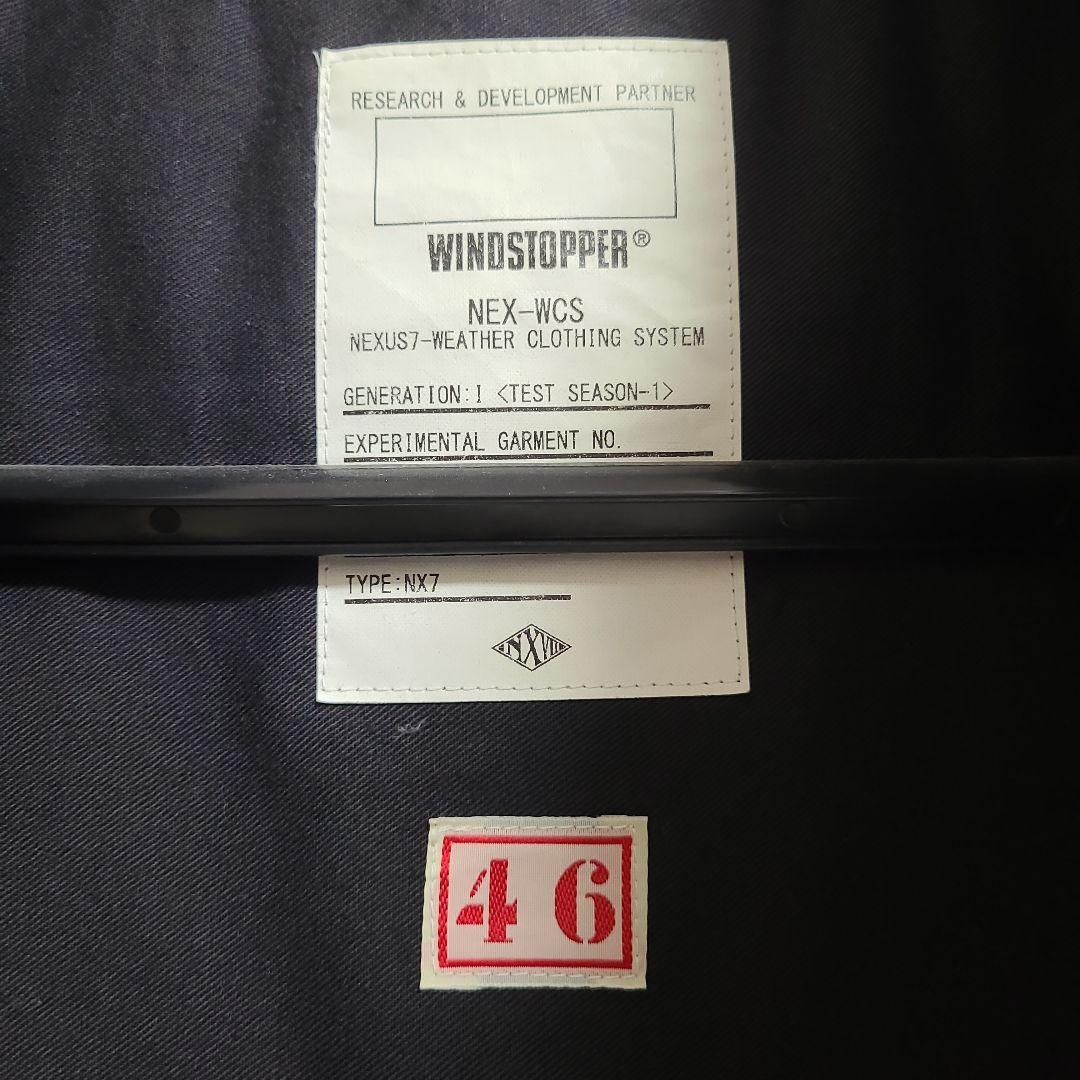 RESEARCH & DEVELOPMENT PARTNER
WINDSTOPPER®
NEX-WCS
NEXUS7-WEATHER CLOTHING SYSTEM
GENERATION:I <TEST SEASON-1>
EXPERIMENTAL GARMENT NO.
TYPE:NX7
NXVII
46